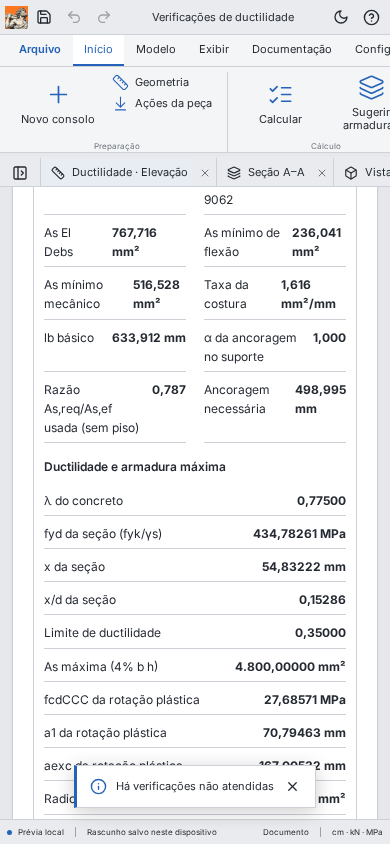 Verificações de ductilidade
Arquivo Início Modelo Exibir Documentação Config
Novo consolo
Geometria
Ações da peça
Preparação
Calcular
Sugerir
armadura
Cálculo
Ductilidade · Elevação
Seção A–A
Vista
9062
As El Debs 767,716 mm²
As mínimo de flexão 236,041 mm²
As mínimo mecânico 516,528 mm²
Taxa da costura 1,616 mm²/mm
lb básico 633,912 mm
α da ancoragem no suporte 1,000
Razão As,req/As,ef usada (sem piso) 0,787
Ancoragem necessária 498,995 mm
Ductilidade e armadura máxima
λ do concreto 0,77500
fyd da seção (fyk/γs) 434,78261 MPa
x da seção 54,83222 mm
x/d da seção 0,15286
Limite de ductilidade 0,35000
As máxima (4% b h) 4.800,00000 mm²
fcdCCC da rotação plástica 27,68571 MPa
a1 da rotação plástica 70,79463 mm
Há verificações não atendidas
mm²
Prévia local Rascunho salvo neste dispositivo Documento cm · kN · MPa